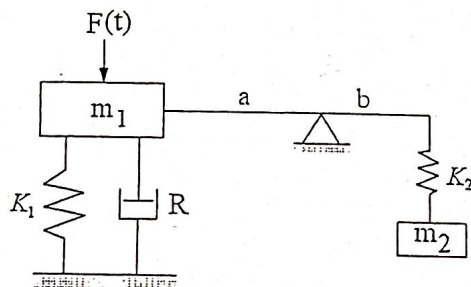 F(t)
m₁ a b
K₁ R K₂
m₂